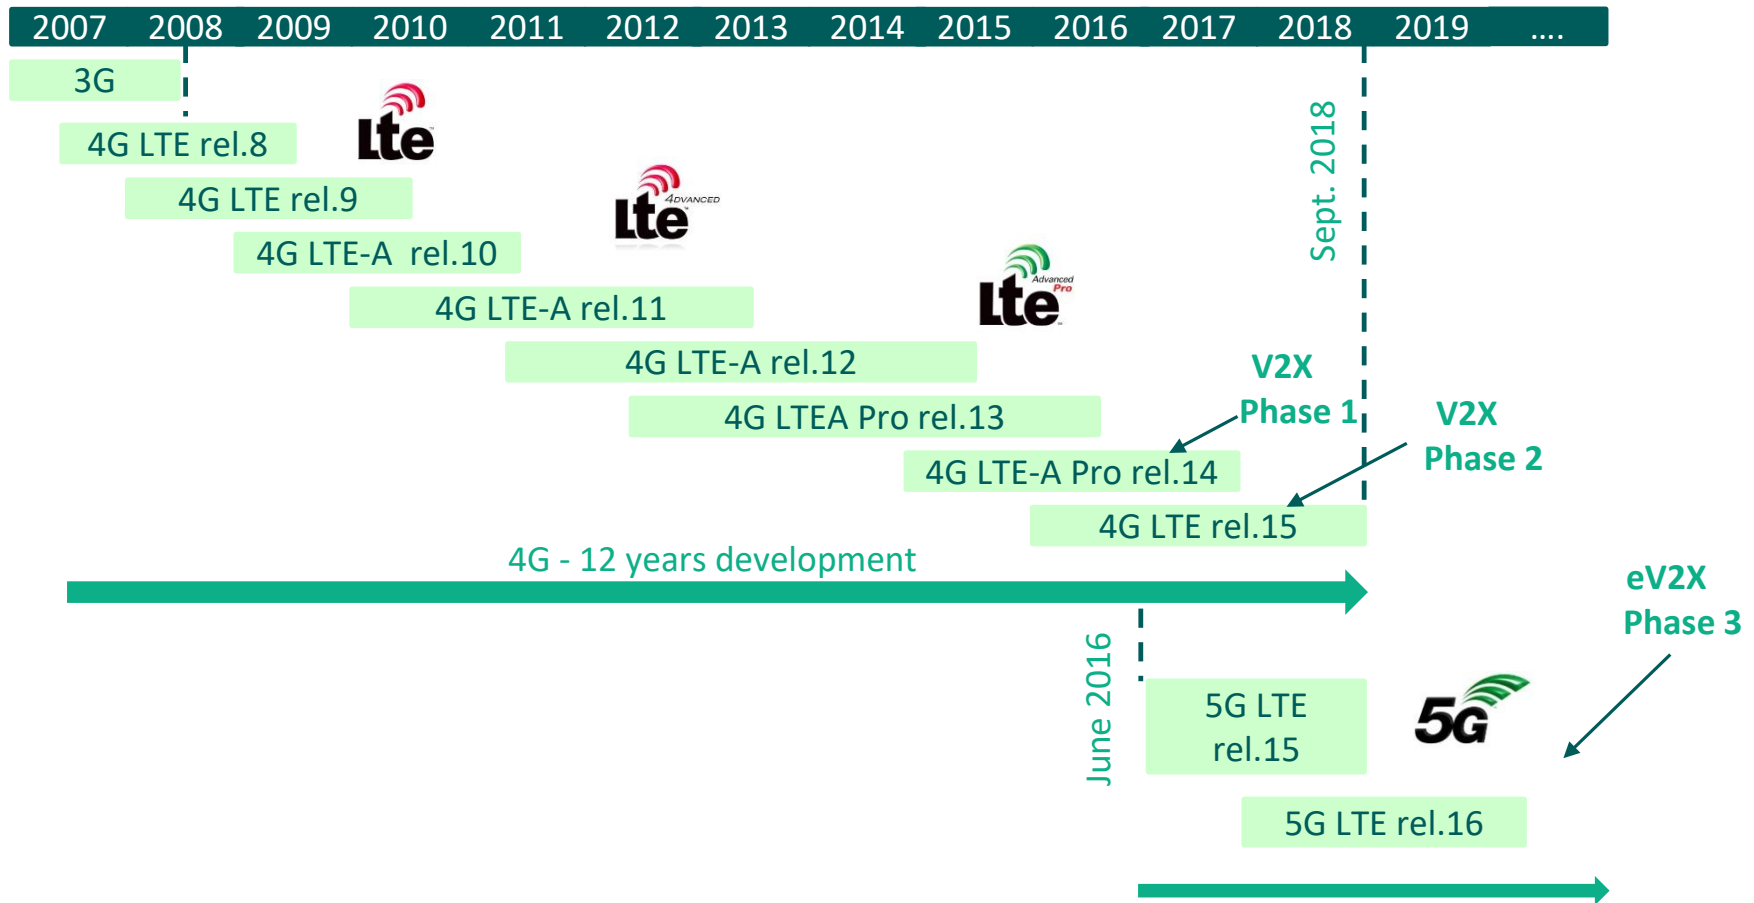 2007 2008 2009 2010 2011 2012 2013 2014 2015 2016 2017 2018 2019 ....
3G
4G LTE rel.8
Lte
4G LTE rel.9
4DVANCED
Lte
4G LTE-A rel.10
Sept. 2018
4G LTE-A rel.11
Advanced
Pro
Lte
4G LTE-A rel.12
V2X
Phase 1
4G LTEA Pro rel.13
V2X
Phase 2
4G LTE-A Pro rel.14
4G LTE rel.15
4G - 12 years development
eV2X
Phase 3
June 2016
5G LTE
rel.15
5G
5G LTE rel.16